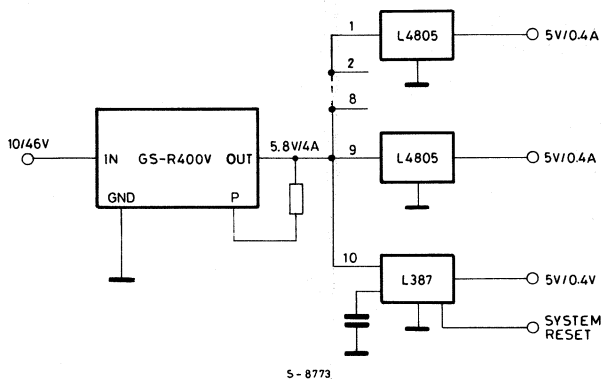 1
L4805
5V/0.4A
2
8
10/46V
IN
GS-R400V
OUT
5.8V/4A
9
L4805
5V/0.4A
GND
P
10
L387
5V/0.4V
SYSTEM
RESET
S-8773